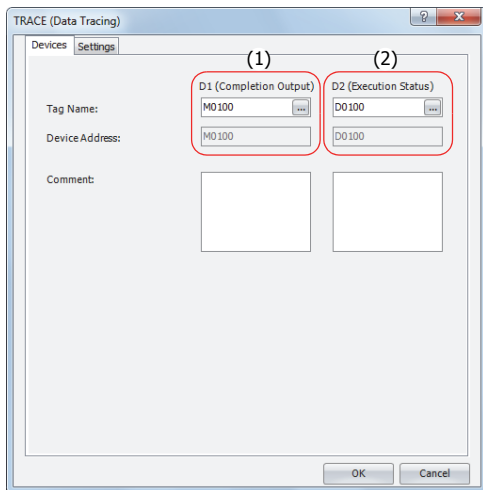 TRACE (Data Tracing)
? X
Devices Settings
(1) (2)
D1 (Completion Output) D2 (Execution Status)
Tag Name: M0100 ... D0100 ...
Device Address: M0100 D0100
Comment:
OK Cancel